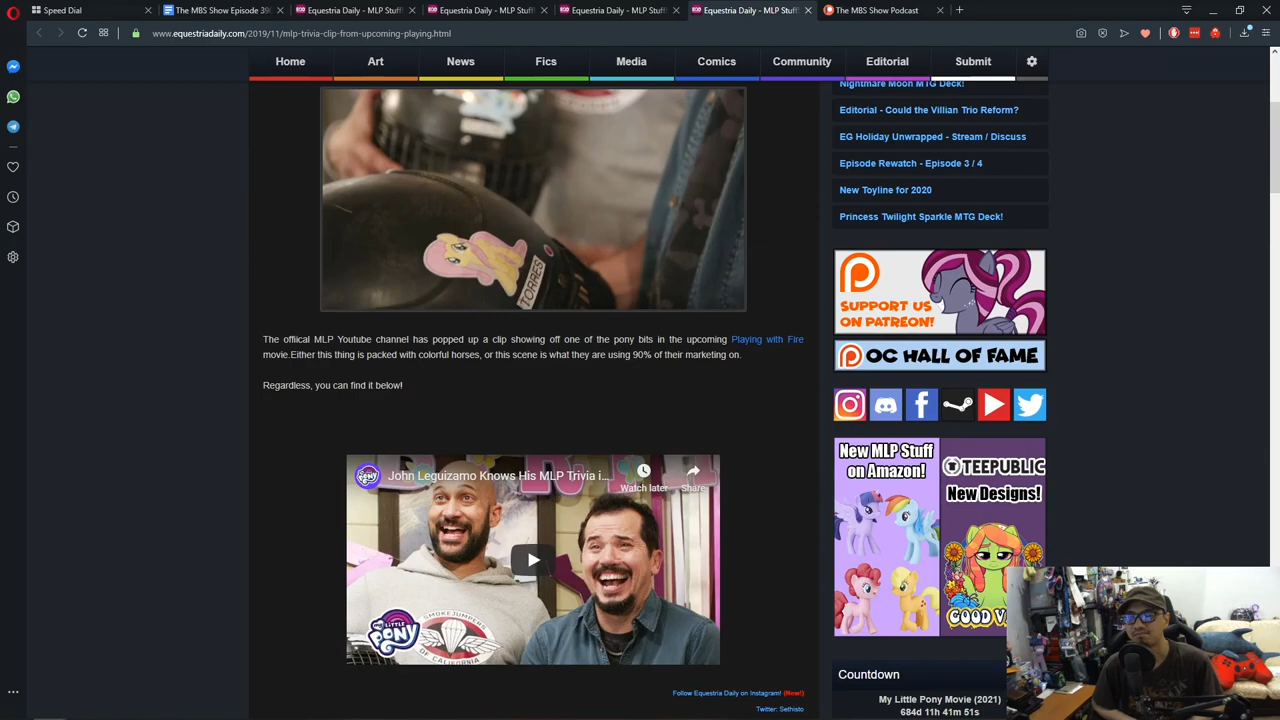 Speed Dial
The MBS Show Episode 39
Equestria Daily - MLP Stuff!
Equestria Daily - MLP Stuff!
Equestria Daily - MLP Stuff!
Equestria Daily - MLP Stuff!
The MBS Show Podcast
www.equestriadaily.com/2019/11/mlp-trivia-clip-from-upcoming-playing.html
Home
Art
News
Fics
Media
Comics
Community
Editorial
Submit
Nightmare Moon MTG Deck!
Editorial - Could the Villian Trio Reform?
EG Holiday Unwrapped - Stream / Discuss
Episode Rewatch - Episode 3 / 4
New Toyline for 2020
Princess Twilight Sparkle MTG Deck!
TORRES
The offiical MLP Youtube channel has popped up a clip showing off one of the pony bits in the upcoming Playing with Fire
movie.Either this thing is packed with colorful horses, or this scene is what they are using 90% of their marketing on.
Regardless, you can find it below!
SUPPORT US
ON PATREON!
OC HALL OF FAME
John Leguizamo Knows His MLP Trivia i...
Watch later
Share
my LITTLE
Pony
SMOKEJUMPERS
OF CALIFORNIA
New MLP Stuff
on Amazon!
TEEPUBLIC
New Designs!
GOOD V
Follow Equestria Daily on Instagram! (New!)
Twitter: Sethisto
Countdown
My Little Pony Movie (2021)
684d 11h 41m 51s